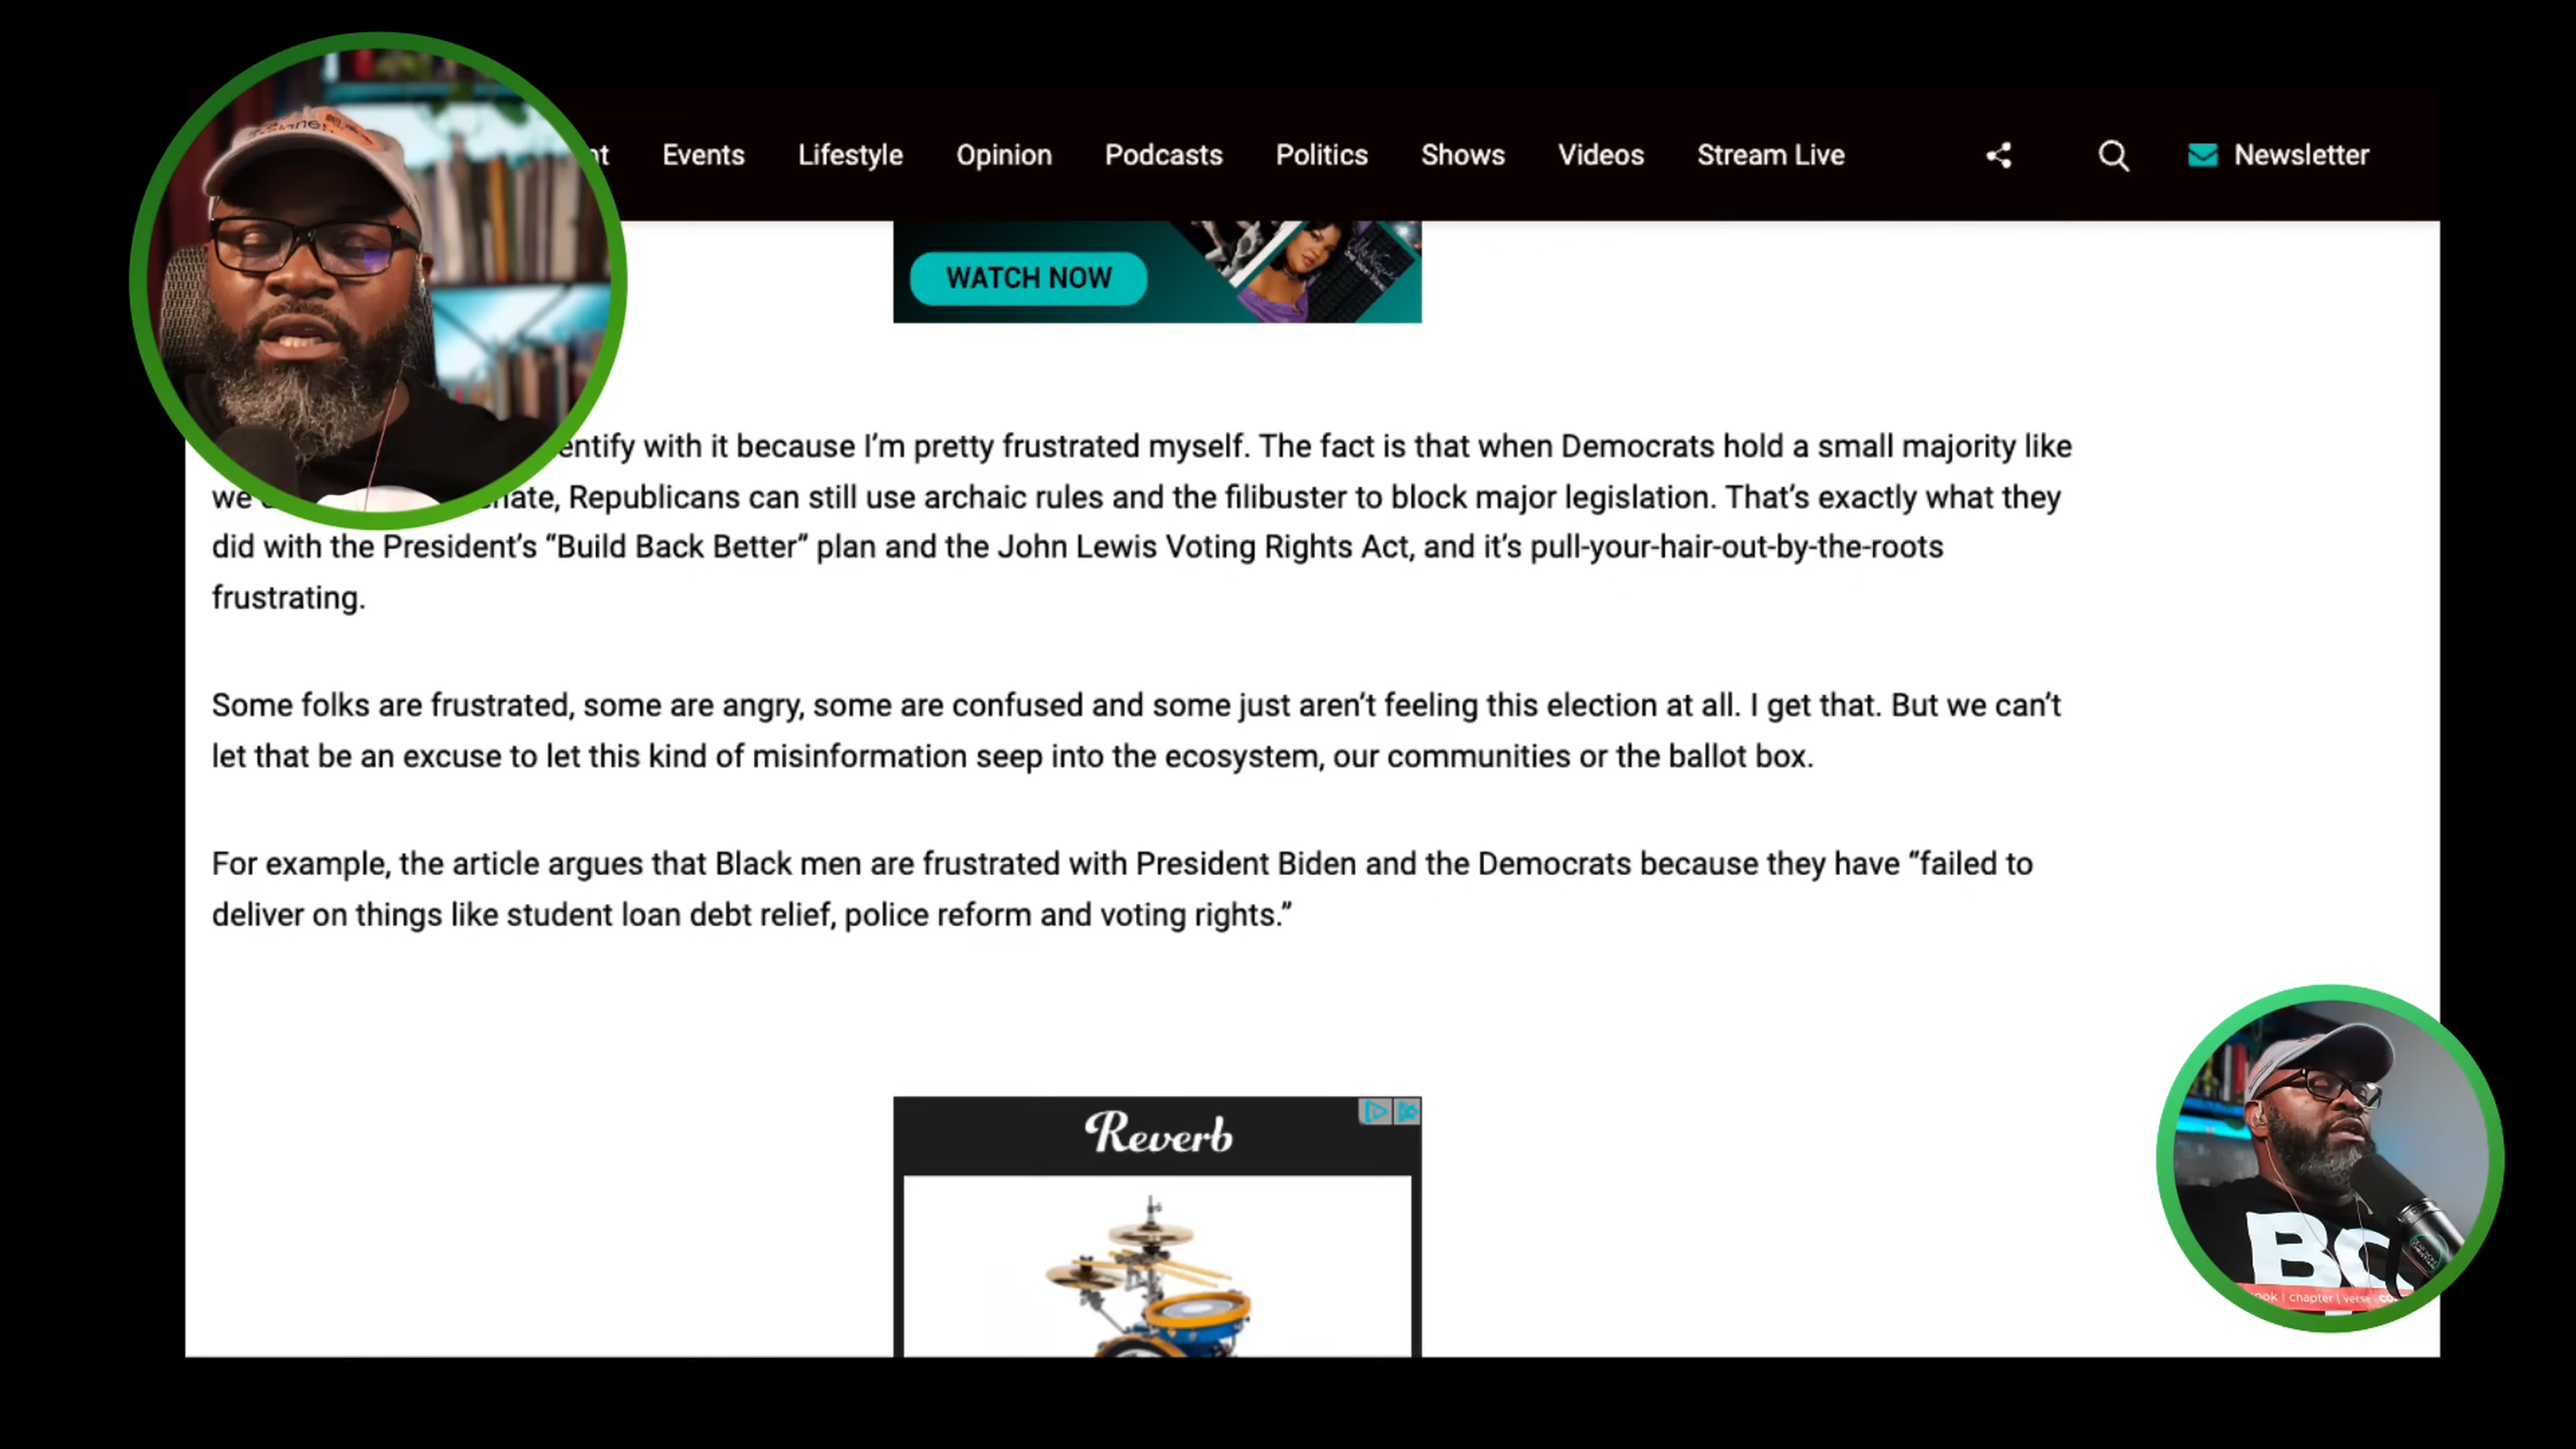 Events Lifestyle Opinion Podcasts Politics Shows Videos Stream Live Newsletter
WATCH NOW
entify with it because I'm pretty frustrated myself. The fact is that when Democrats hold a small majority like
we nate, Republicans can still use archaic rules and the filibuster to block major legislation. That's exactly what they
did with the President's “Build Back Better” plan and the John Lewis Voting Rights Act, and it's pull-your-hair-out-by-the-roots
frustrating.
Some folks are frustrated, some are angry, some are confused and some just aren't feeling this election at all. I get that. But we can't
let that be an excuse to let this kind of misinformation seep into the ecosystem, our communities or the ballot box.
For example, the article argues that Black men are frustrated with President Biden and the Democrats because they have “failed to
deliver on things like student loan debt relief, police reform and voting rights.”
Reverb
BC
ook | chapter | verse | co